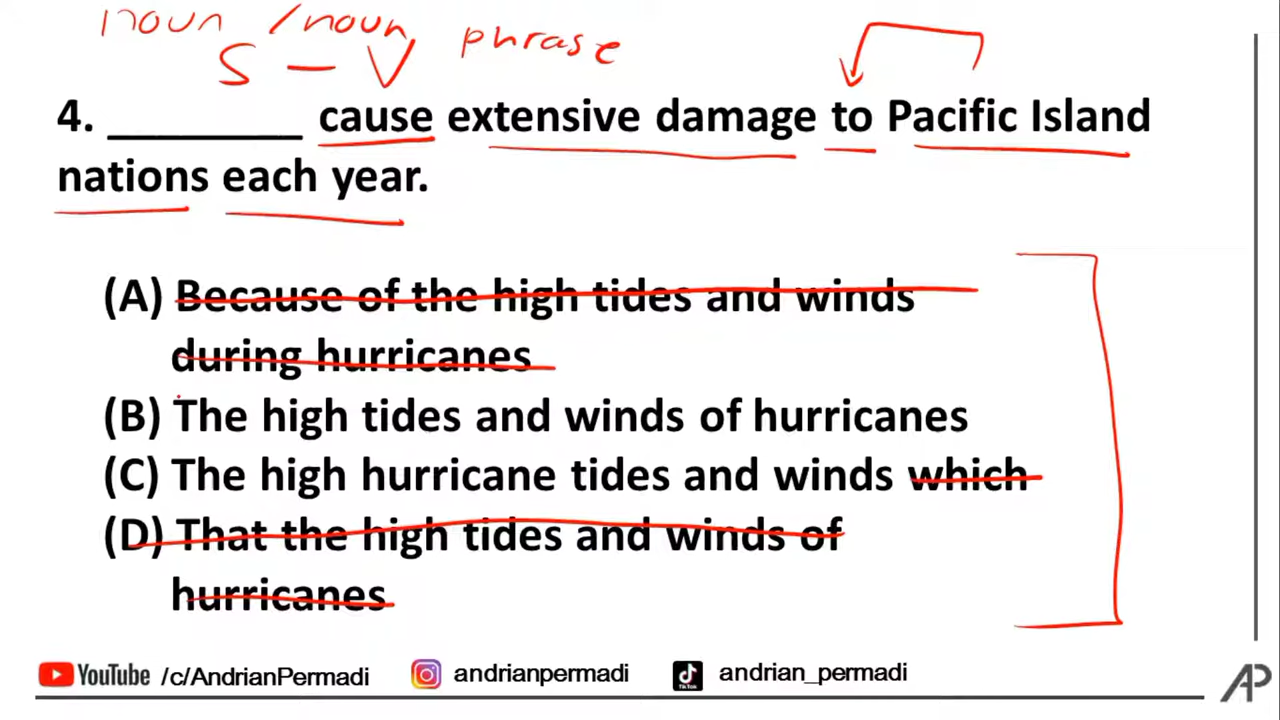 noun / noun phrase
S – V
4. ________ cause extensive damage to Pacific Island
nations each year.
(A) Because of the high tides and winds
during hurricanes
(B) The high tides and winds of hurricanes
(C) The high hurricane tides and winds which
(D) That the high tides and winds of
hurricanes
YouTube /c/AndrianPermadi andrianpermadi TikTok andrian_permadi AP